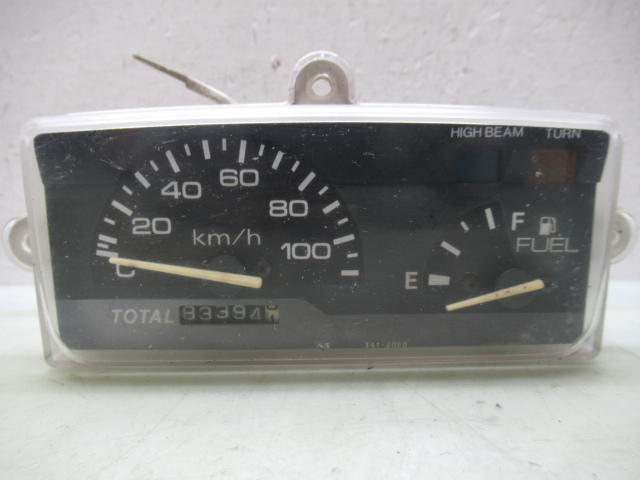 HIGH BEAM TURN
20 40 60 80 100
km/h
E F
FUEL
TOTAL 83394